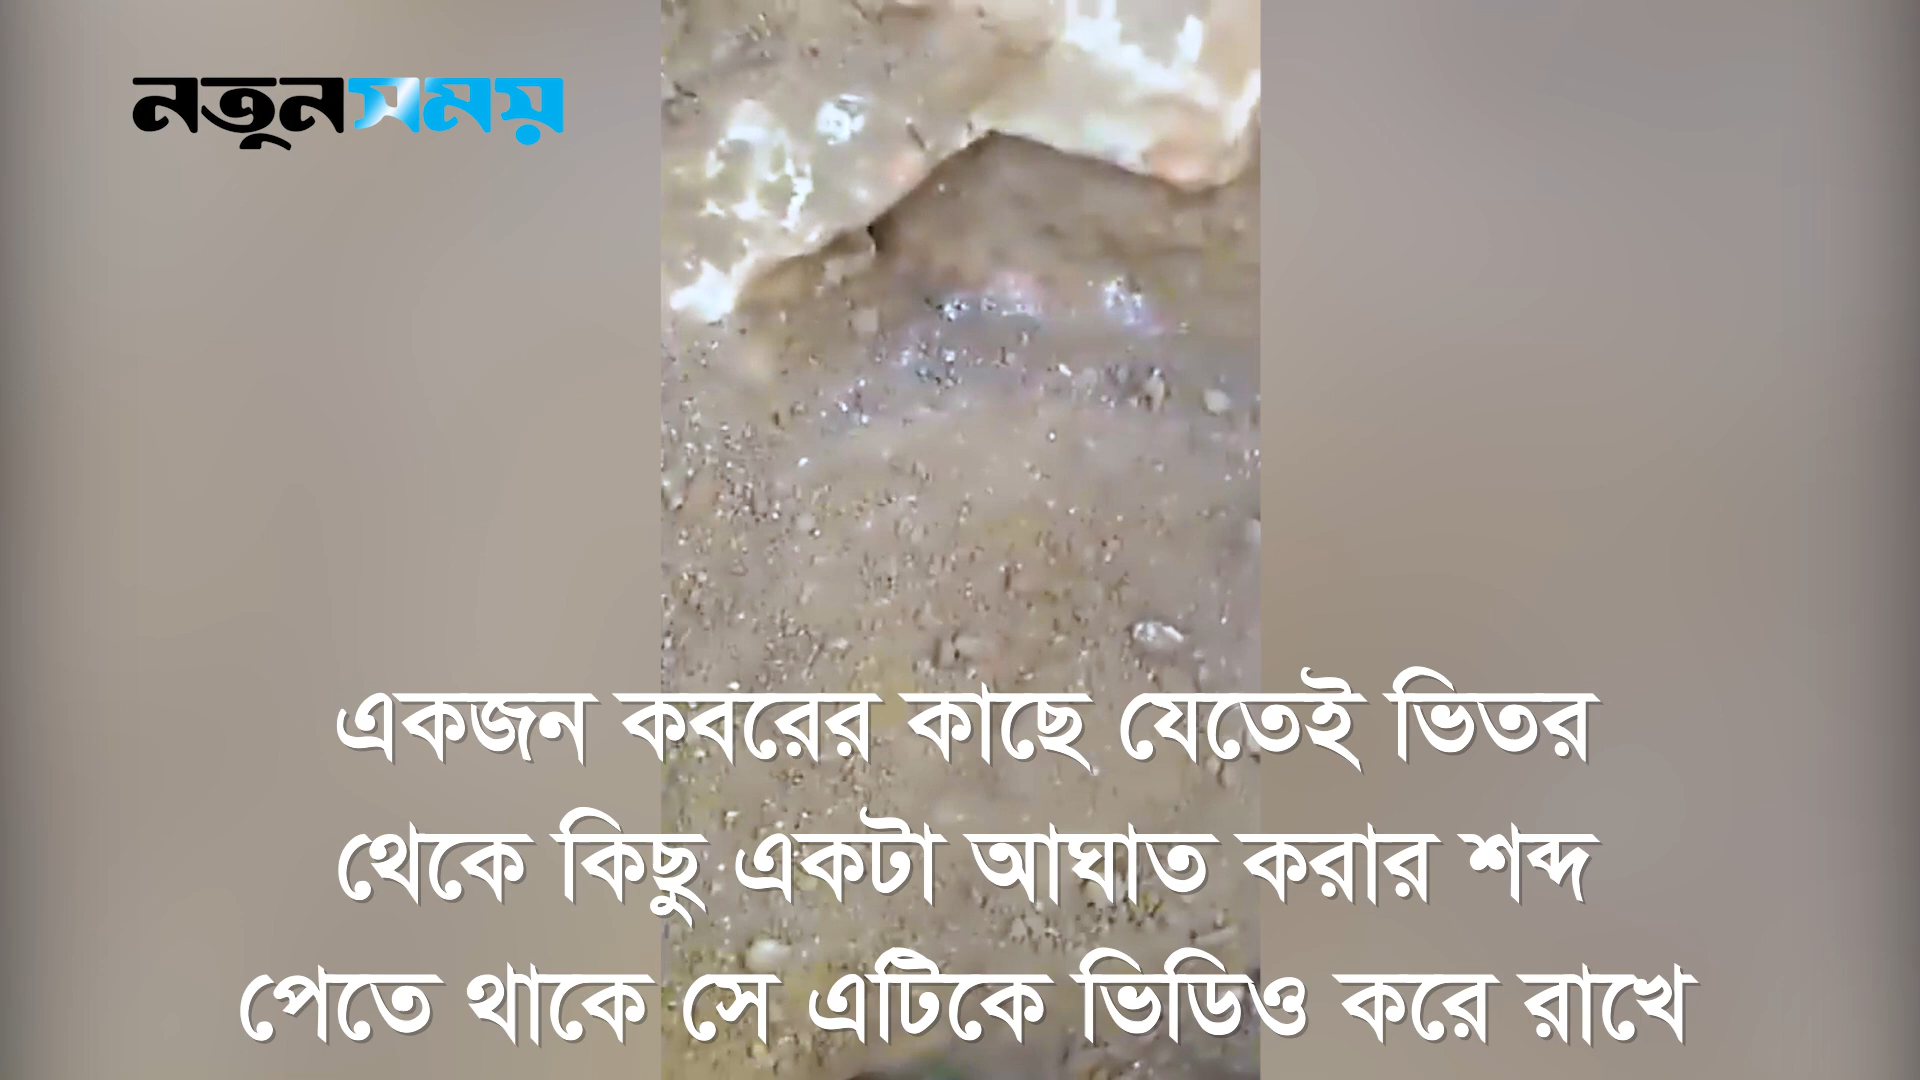 নতুনসময়
একজন কবরের কাছে যেতেই ভিতর
থেকে কিছু একটা আঘাত করার শব্দ
পেতে থাকে সে এটিকে ভিডিও করে রাখে